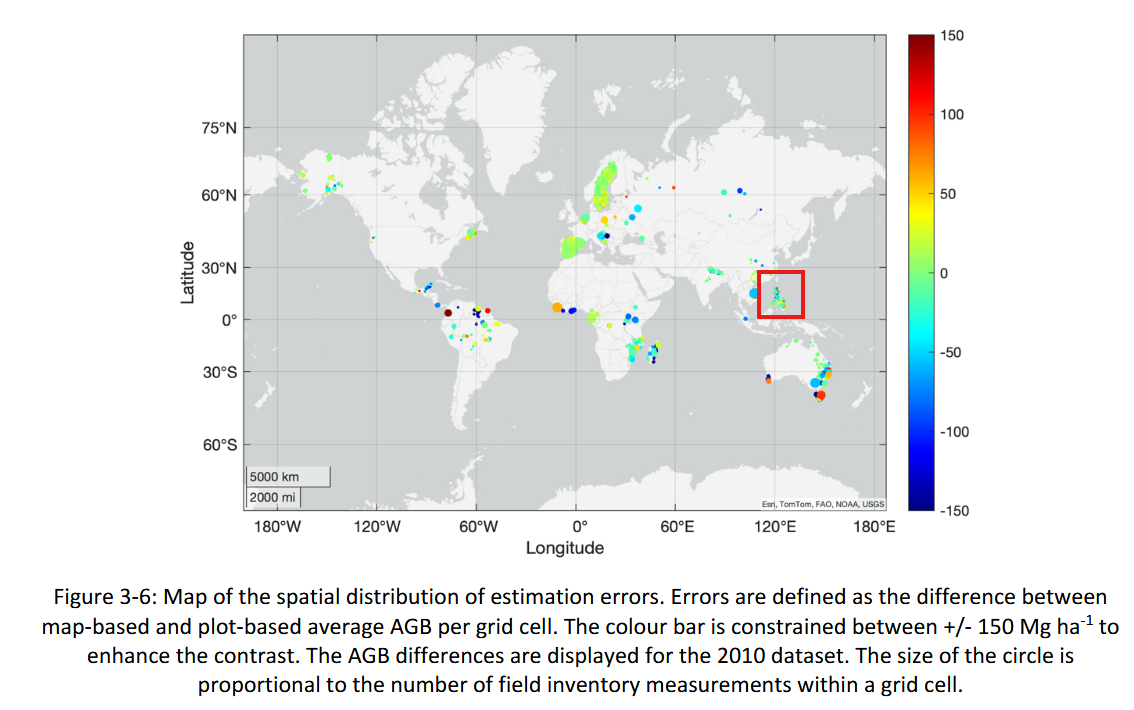 150
100
50
0
-50
-100
-150
75°N
60°N
30°N
0°
30°S
60°S
Latitude
5000 km
2000 mi
Esri, TomTom, FAO, NOAA, USGS
180°W 120°W 60°W 0° 60°E 120°E 180°E
Longitude
Figure 3-6: Map of the spatial distribution of estimation errors. Errors are defined as the difference between
map-based and plot-based average AGB per grid cell. The colour bar is constrained between +/- 150 Mg ha⁻¹ to
enhance the contrast. The AGB differences are displayed for the 2010 dataset. The size of the circle is
proportional to the number of field inventory measurements within a grid cell.